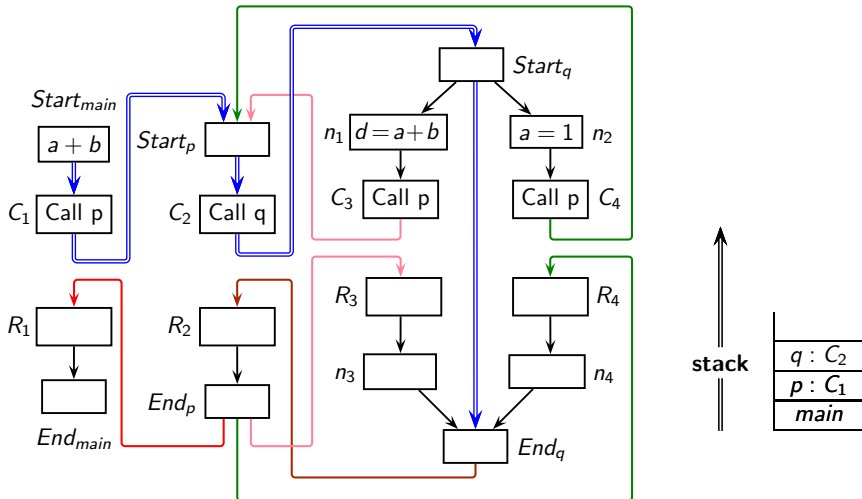 Start_q
Start_main
a + b
Start_p
n_1
d = a+b
a = 1
n_2
C_1
Call p
C_2
Call q
C_3
Call p
Call p
C_4
R_1
R_2
R_3
R_4
n_3
n_4
End_main
End_p
End_q
stack
q : C_2
p : C_1
main